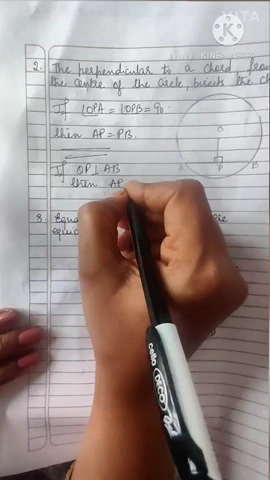 2. The perpendicular to a chord from
the centre of the circle, bisects the
If ∠OPA = ∠OPB = 90°
then AP = PB.
If OP ⊥ AB
then AP
3.
O
A P B
cello
KINEMASTER